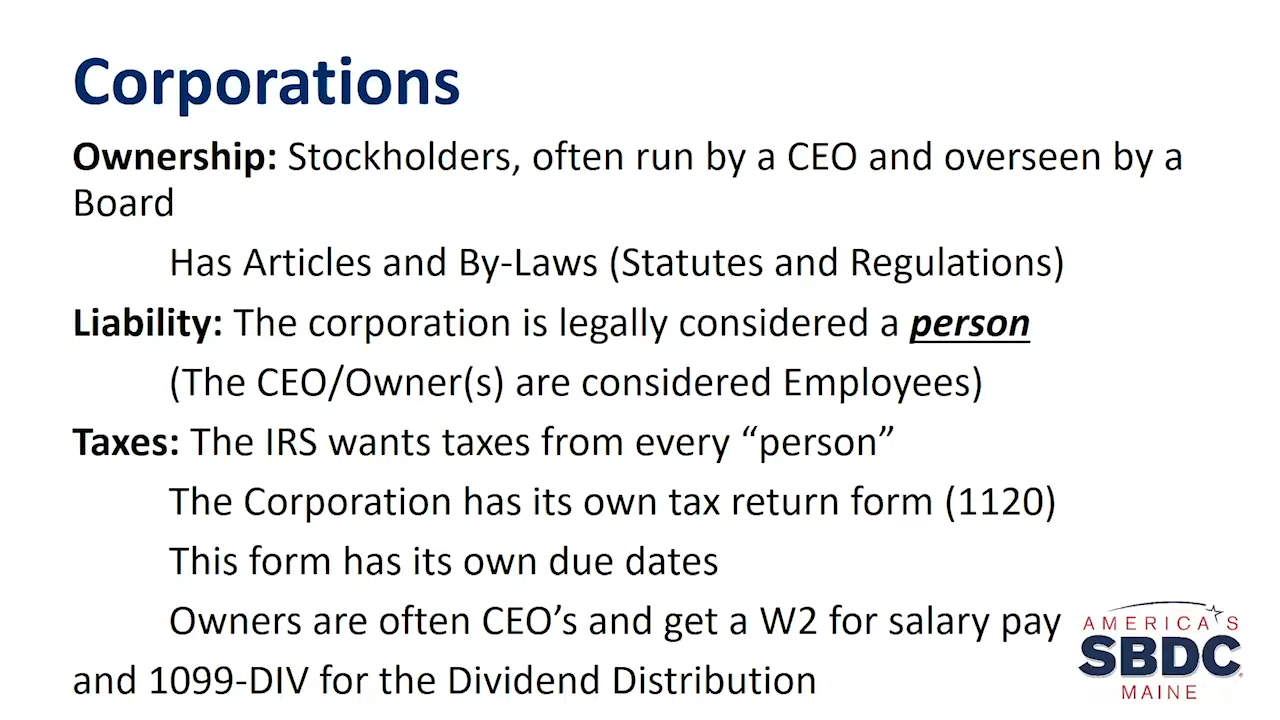 Corporations
Ownership: Stockholders, often run by a CEO and overseen by a
Board
Has Articles and By-Laws (Statutes and Regulations)
Liability: The corporation is legally considered a person
(The CEO/Owner(s) are considered Employees)
Taxes: The IRS wants taxes from every “person”
The Corporation has its own tax return form (1120)
This form has its own due dates
Owners are often CEO’s and get a W2 for salary pay
and 1099-DIV for the Dividend Distribution
AMERICA'S
SBDC
MAINE